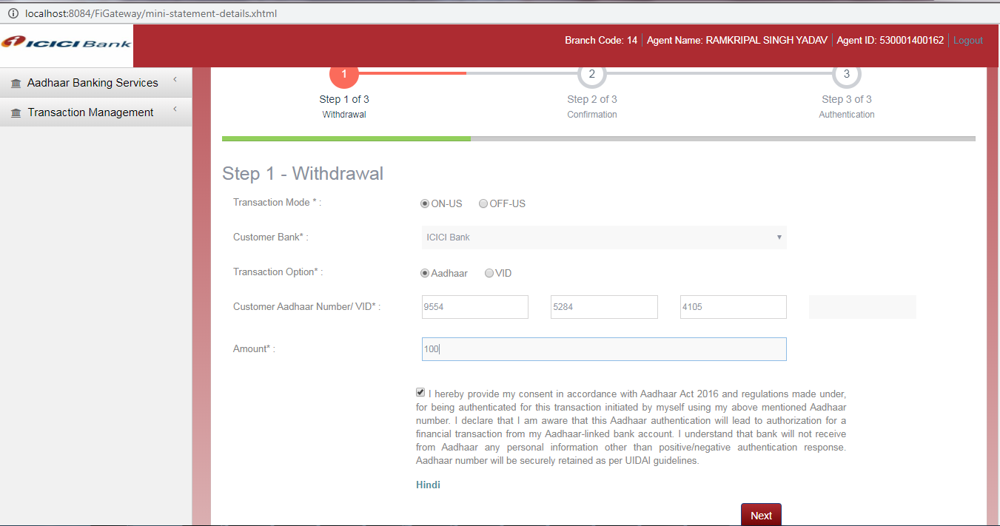 localhost:8084/FiGateway/mini-statement-details.xhtml
ICICI Bank
Branch Code: 14 | Agent Name: RAMKRIPAL SINGH YADAV | Agent ID: 530001400162 | Logout
Aadhaar Banking Services
Transaction Management
1 2 3
Step 1 of 3 Step 2 of 3 Step 3 of 3
Withdrawal Confirmation Authentication
Step 1 - Withdrawal
Transaction Mode * : ON-US OFF-US
Customer Bank* : ICICI Bank
Transaction Option* : Aadhaar VID
Customer Aadhaar Number/ VID* : 9554 5284 4105
Amount* : 100
I hereby provide my consent in accordance with Aadhaar Act 2016 and regulations made under,
for being authenticated for this transaction initiated by myself using my above mentioned Aadhaar
number. I declare that I am aware that this Aadhaar authentication will lead to authorization for a
financial transaction from my Aadhaar-linked bank account. I understand that bank will not receive
from Aadhaar any personal information other than positive/negative authentication response.
Aadhaar number will be securely retained as per UIDAI guidelines.
Hindi
Next